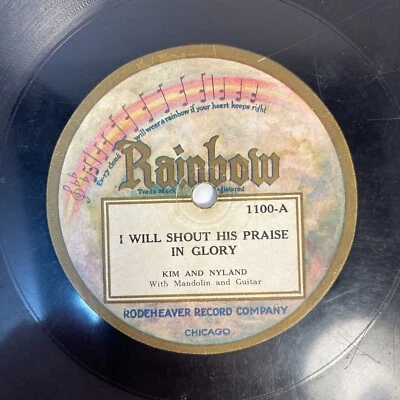 Every cloud will wear a rainbow if your heart keeps right
Rainbow
Trade Mark Registered
1100-A
I WILL SHOUT HIS PRAISE
IN GLORY
KIM AND NYLAND
With Mandolin and Guitar
RODEHEAVER RECORD COMPANY
CHICAGO